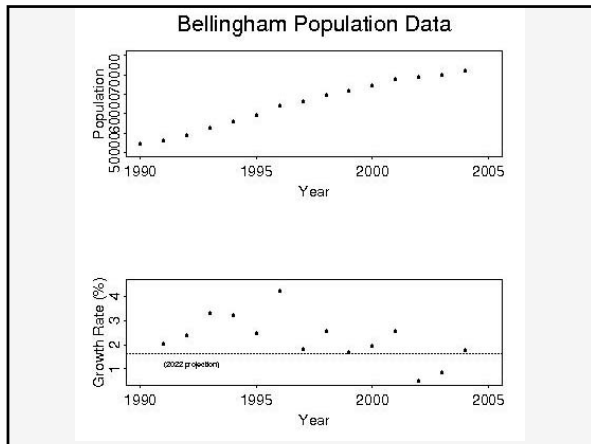 Bellingham Population Data
Population
50000 60000 70000
1990 1995 2000 2005
Year
Growth Rate (%)
1 2 3 4
(2022 projection)
1990 1995 2000 2005
Year